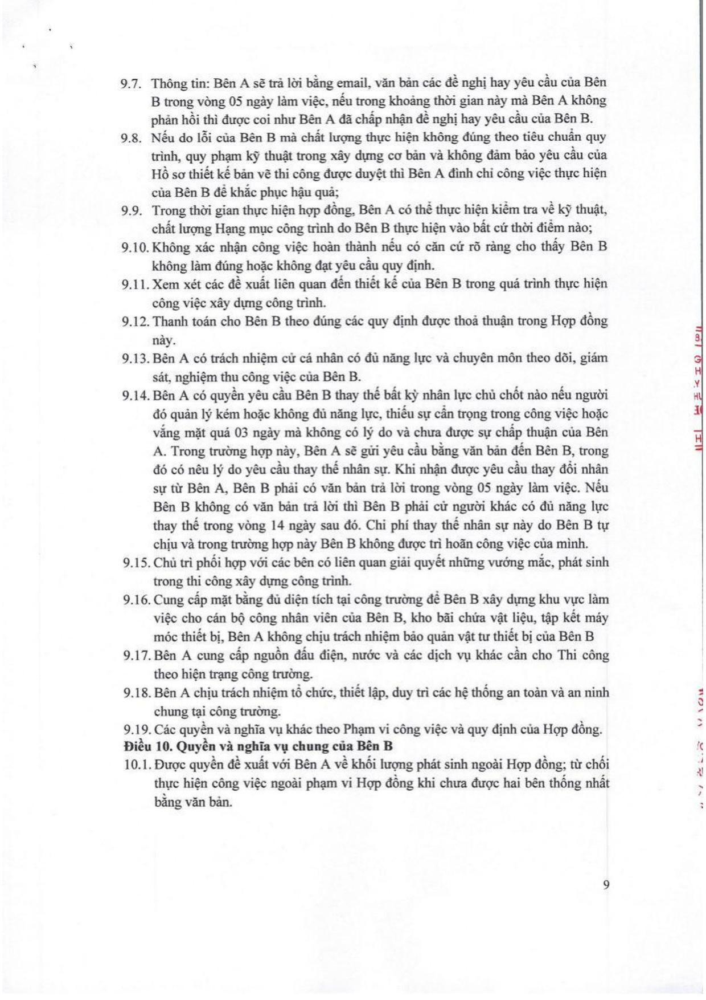 9.7. Thông tin: Bên A sẽ trả lời bằng email, văn bản các đề nghị hay yêu cầu của Bên
B trong vòng 05 ngày làm việc, nếu trong khoảng thời gian này mà Bên A không
phản hồi thì được coi như Bên A đã chấp nhận đề nghị hay yêu cầu của Bên B.
9.8. Nếu do lỗi của Bên B mà chất lượng thực hiện không đúng theo tiêu chuẩn quy
trình, quy phạm kỹ thuật trong xây dựng cơ bản và không đảm bảo yêu cầu của
Hồ sơ thiết kế bản vẽ thi công được duyệt thì Bên A đình chỉ công việc thực hiện
của Bên B để khắc phục hậu quả;
9.9. Trong thời gian thực hiện hợp đồng, Bên A có thể thực hiện kiểm tra về kỹ thuật,
chất lượng Hạng mục công trình do Bên B thực hiện vào bất cứ thời điểm nào;
9.10. Không xác nhận công việc hoàn thành nếu có căn cứ rõ ràng cho thấy Bên B
không làm đúng hoặc không đạt yêu cầu quy định.
9.11. Xem xét các đề xuất liên quan đến thiết kế của Bên B trong quá trình thực hiện
công việc xây dựng công trình.
9.12. Thanh toán cho Bên B theo đúng các quy định được thoả thuận trong Hợp đồng
này.
9.13. Bên A có trách nhiệm cử cá nhân có đủ năng lực và chuyên môn theo dõi, giám
sát, nghiệm thu công việc của Bên B.
9.14. Bên A có quyền yêu cầu Bên B thay thế bất kỳ nhân lực chủ chốt nào nếu người
đó quản lý kém hoặc không đủ năng lực, thiếu sự cẩn trọng trong công việc hoặc
vắng mặt quá 03 ngày mà không có lý do và chưa được sự chấp thuận của Bên
A. Trong trường hợp này, Bên A sẽ gửi yêu cầu bằng văn bản đến Bên B, trong
đó có nêu lý do yêu cầu thay thế nhân sự. Khi nhận được yêu cầu thay đổi nhân
sự từ Bên A, Bên B phải có văn bản trả lời trong vòng 05 ngày làm việc. Nếu
Bên B không có văn bản trả lời thì Bên B phải cử người khác có đủ năng lực
thay thế trong vòng 14 ngày sau đó. Chi phí thay thế nhân sự này do Bên B tự
chịu và trong trường hợp này Bên B không được trì hoãn công việc của mình.
9.15. Chủ trì phối hợp với các bên có liên quan giải quyết những vướng mắc, phát sinh
trong thi công xây dựng công trình.
9.16. Cung cấp mặt bằng đủ diện tích tại công trường để Bên B xây dựng khu vực làm
việc cho cán bộ công nhân viên của Bên B, kho bãi chứa vật liệu, tập kết máy
móc thiết bị, Bên A không chịu trách nhiệm bảo quản vật tư thiết bị của Bên B
9.17. Bên A cung cấp nguồn đấu điện, nước và các dịch vụ khác cần cho Thi công
theo hiện trạng công trường.
9.18. Bên A chịu trách nhiệm tổ chức, thiết lập, duy trì các hệ thống an toàn và an ninh
chung tại công trường.
9.19. Các quyền và nghĩa vụ khác theo Phạm vi công việc và quy định của Hợp đồng.
Điều 10. Quyền và nghĩa vụ chung của Bên B
10.1. Được quyền đề xuất với Bên A về khối lượng phát sinh ngoài Hợp đồng; từ chối
thực hiện công việc ngoài phạm vi Hợp đồng khi chưa được hai bên thống nhất
bằng văn bản.
9